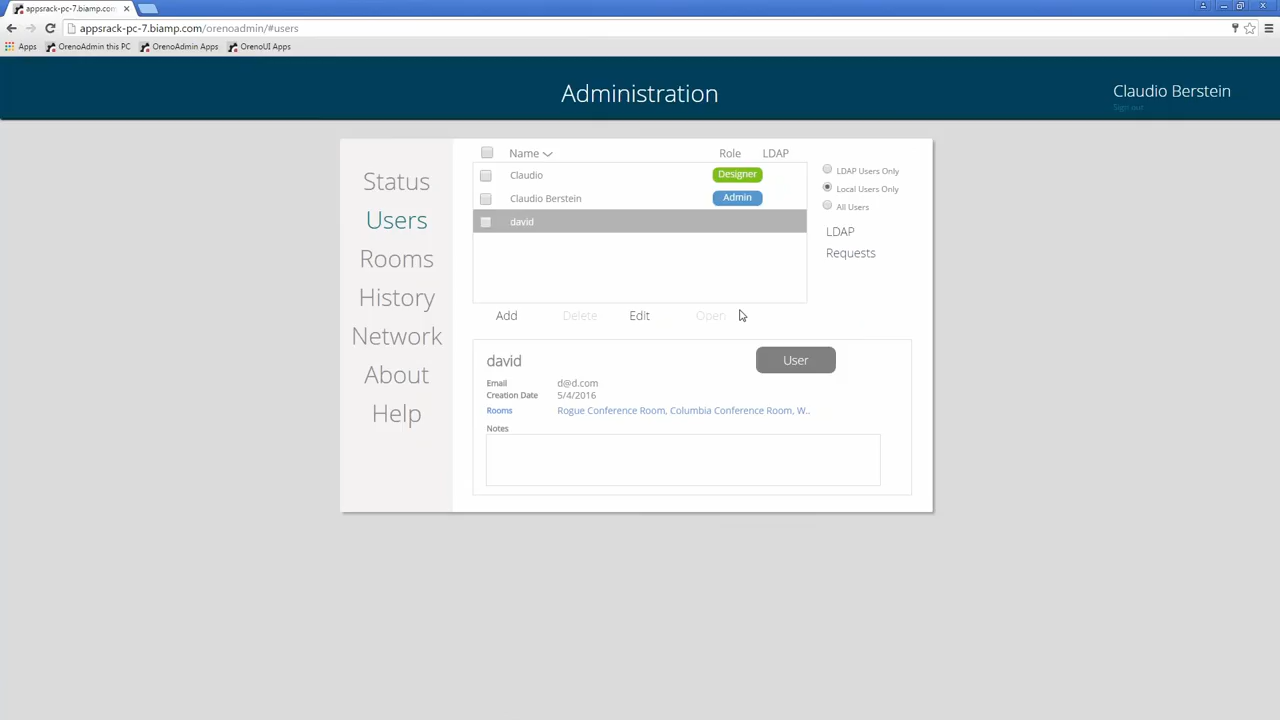 appsrack-pc-7.biamp.com
appsrack-pc-7.biamp.com/orenoadmin/#users
Apps OrenoAdmin this PC OrenoAdmin Apps OrenoUI Apps
Administration
Claudio Berstein
Sign out
Status
Users
Rooms
History
Network
About
Help
Name Role LDAP
Claudio Designer
Claudio Berstein Admin
david
LDAP Users Only
Local Users Only
All Users
LDAP
Requests
Add Delete Edit Open
david User
Email d@d.com
Creation Date 5/4/2016
Rooms Rogue Conference Room, Columbia Conference Room, W..
Notes